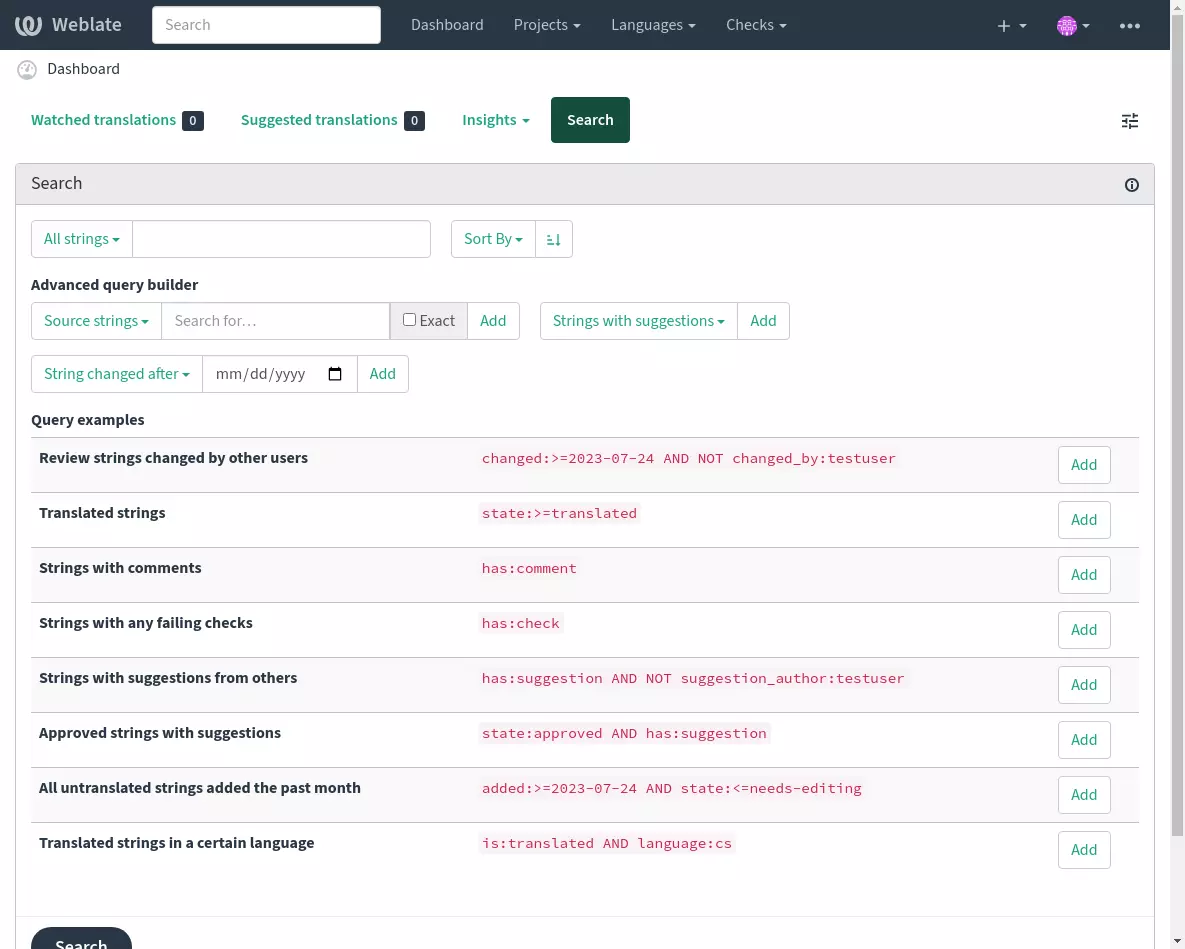 Weblate Search Dashboard Projects Languages Checks
Dashboard
Watched translations 0 Suggested translations 0 Insights Search
Search
All strings Sort By
Advanced query builder
Source strings Search for... Exact Add Strings with suggestions Add
String changed after mm/dd/yyyy Add
Query examples
Review strings changed by other users changed:>=2023-07-24 AND NOT changed_by:testuser Add
Translated strings state:>=translated Add
Strings with comments has:comment Add
Strings with any failing checks has:check Add
Strings with suggestions from others has:suggestion AND NOT suggestion_author:testuser Add
Approved strings with suggestions state:approved AND has:suggestion Add
All untranslated strings added the past month added:>=2023-07-24 AND state:<=needs-editing Add
Translated strings in a certain language is:translated AND language:cs Add
Search